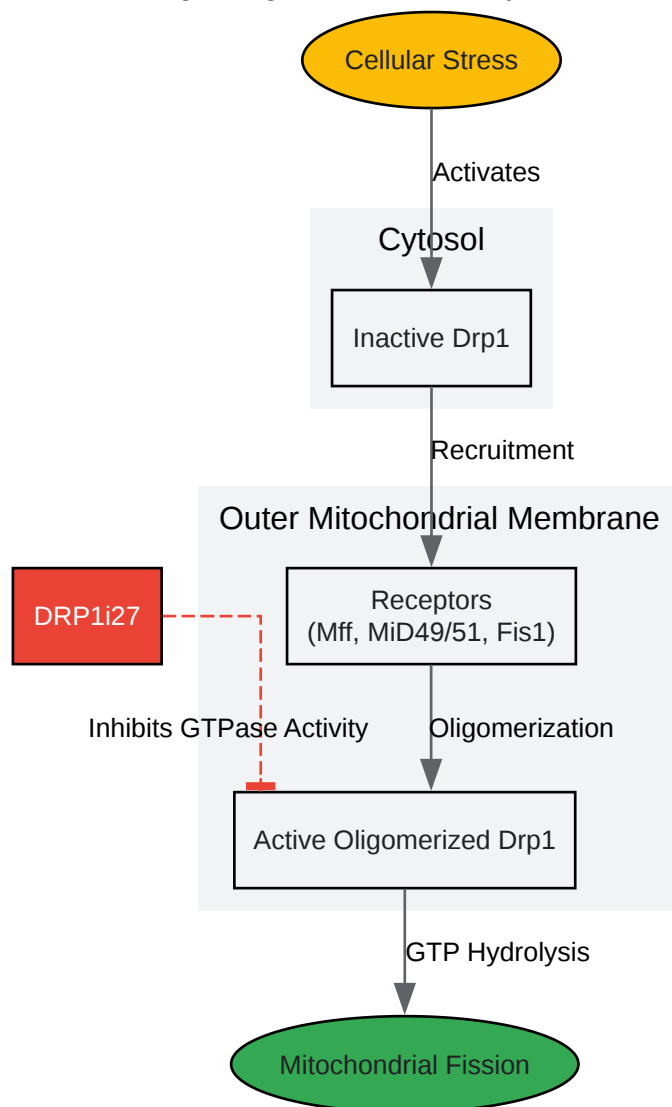 Cellular Stress
Activates
Cytosol
Inactive Drp1
Recruitment
Outer Mitochondrial Membrane
DRP1i27
Receptors
(Mff, MiD49/51, Fis1)
Inhibits GTPase Activity
Oligomerization
Active Oligomerized Drp1
GTP Hydrolysis
Mitochondrial Fission